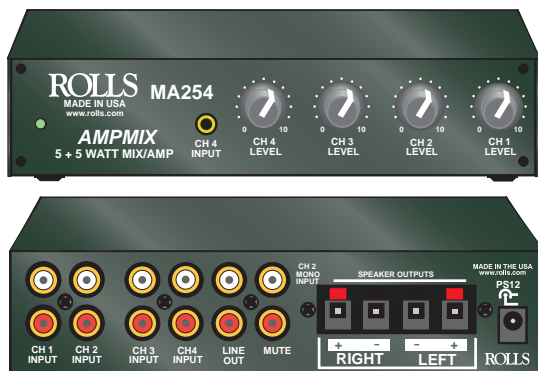 ROLLS
MADE IN USA
www.rolls.com
MA254
AMPMIX
5 + 5 WATT MIX/AMP
CH 4
INPUT
0 10
CH 4
LEVEL
0 10
CH 3
LEVEL
0 10
CH 2
LEVEL
0 10
CH 1
LEVEL
CH 2
MONO
INPUT
SPEAKER OUTPUTS
MADE IN THE USA
www.rolls.com
PS12
CH 1
INPUT
CH 2
INPUT
CH 3
INPUT
CH4
INPUT
LINE
OUT
MUTE
+ −
RIGHT
− +
LEFT
ROLLS